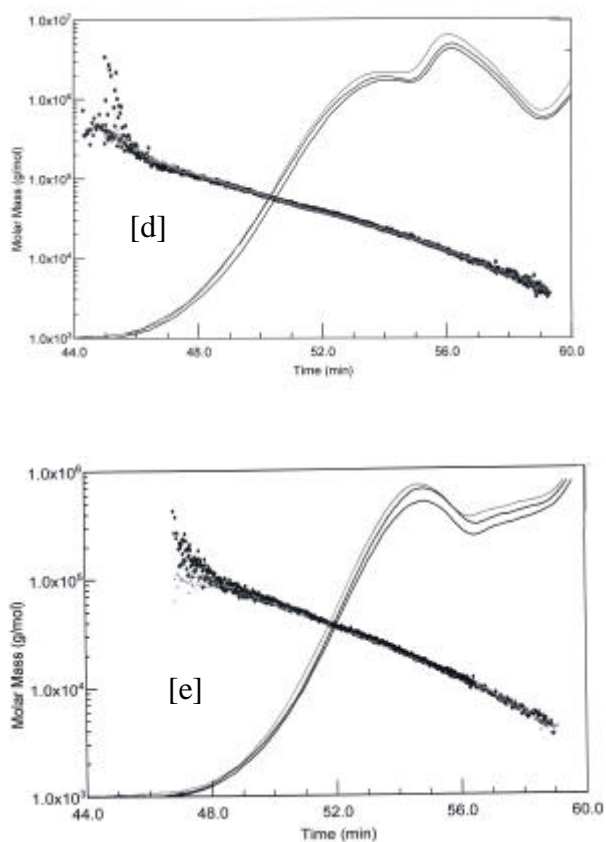 1.0x10⁷
1.0x10⁶
1.0x10⁵
1.0x10⁴
1.0x10³
Molar Mass (g/mol)
[d]
44.0 48.0 52.0 56.0 60.0
Time (min)
1.0x10⁶
1.0x10⁵
1.0x10⁴
1.0x10³
Molar Mass (g/mol)
[e]
44.0 48.0 52.0 56.0 60.0
Time (min)